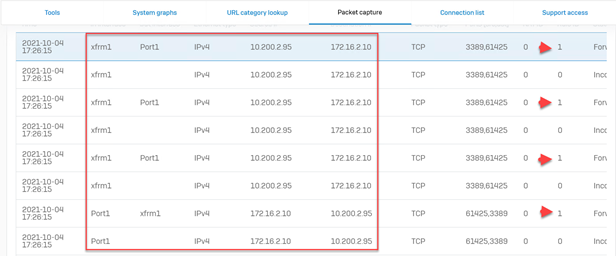 Tools System graphs URL category lookup Packet capture Connection list Support access
2021-10-04 17:26:15 xfrm1 Port1 IPv4 10.200.2.95 172.16.2.10 TCP 3389,61425 0 1 Forw
2021-10-04 17:26:15 xfrm1 IPv4 10.200.2.95 172.16.2.10 TCP 3389,61425 0 0 Inco
2021-10-04 17:26:15 xfrm1 Port1 IPv4 10.200.2.95 172.16.2.10 TCP 3389,61425 0 1 Forw
2021-10-04 17:26:15 xfrm1 IPv4 10.200.2.95 172.16.2.10 TCP 3389,61425 0 0 Inco
2021-10-04 17:26:15 xfrm1 Port1 IPv4 10.200.2.95 172.16.2.10 TCP 3389,61425 0 1 Forw
2021-10-04 17:26:15 xfrm1 IPv4 10.200.2.95 172.16.2.10 TCP 3389,61425 0 0 Inco
2021-10-04 17:26:15 Port1 xfrm1 IPv4 172.16.2.10 10.200.2.95 TCP 61425,3389 0 1 Forw
2021-10-04 17:26:15 Port1 IPv4 172.16.2.10 10.200.2.95 TCP 61425,3389 0 0 Inco